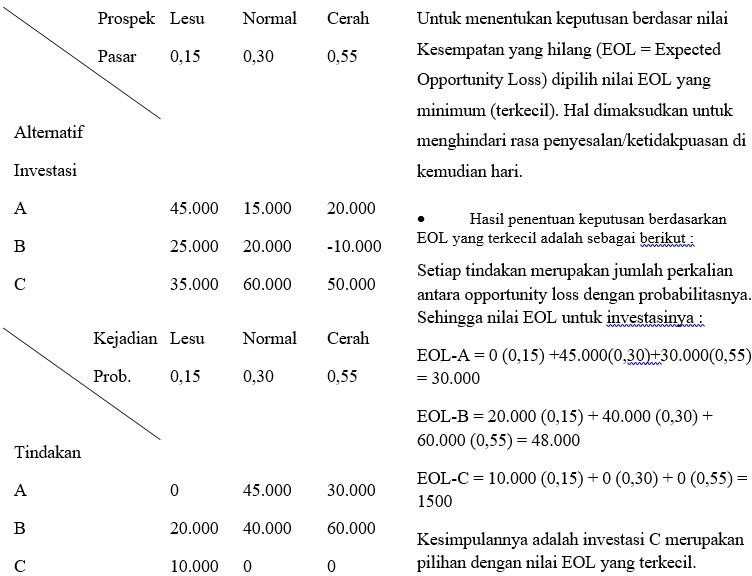 Prospek Lesu Normal Cerah
Pasar 0,15 0,30 0,55
Alternatif
Investasi
A 45.000 15.000 20.000
B 25.000 20.000 -10.000
C 35.000 60.000 50.000
Kejadian Lesu Normal Cerah
Prob. 0,15 0,30 0,55
Tindakan
A 0 45.000 30.000
B 20.000 40.000 60.000
C 10.000 0 0
Untuk menentukan keputusan berdasar nilai
Kesempatan yang hilang (EOL = Expected
Opportunity Loss) dipilih nilai EOL yang
minimum (terkecil). Hal dimaksudkan untuk
menghindari rasa penyesalan/ketidakpuasan di
kemudian hari.
• Hasil penentuan keputusan berdasarkan
EOL yang terkecil adalah sebagai berikut :
Setiap tindakan merupakan jumlah perkalian
antara opportunity loss dengan probabilitasnya.
Sehingga nilai EOL untuk investasinya :
EOL-A = 0 (0,15) +45.000(0,30)+30.000(0,55)
= 30.000
EOL-B = 20.000 (0,15) + 40.000 (0,30) +
60.000 (0,55) = 48.000
EOL-C = 10.000 (0,15) + 0 (0,30) + 0 (0,55) =
1500
Kesimpulannya adalah investasi C merupakan
pilihan dengan nilai EOL yang terkecil.